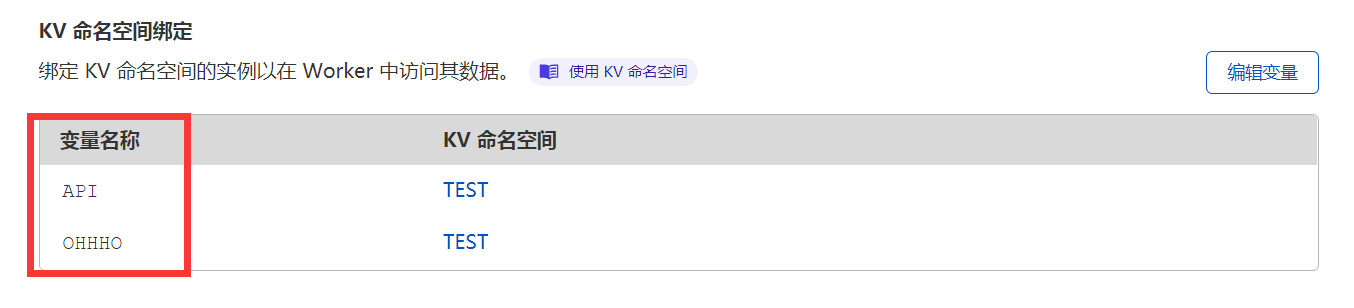 KV 命名空间绑定
绑定 KV 命名空间的实例以在 Worker 中访问其数据。 使用 KV 命名空间
编辑变量
变量名称 KV 命名空间
API TEST
OHHHO TEST